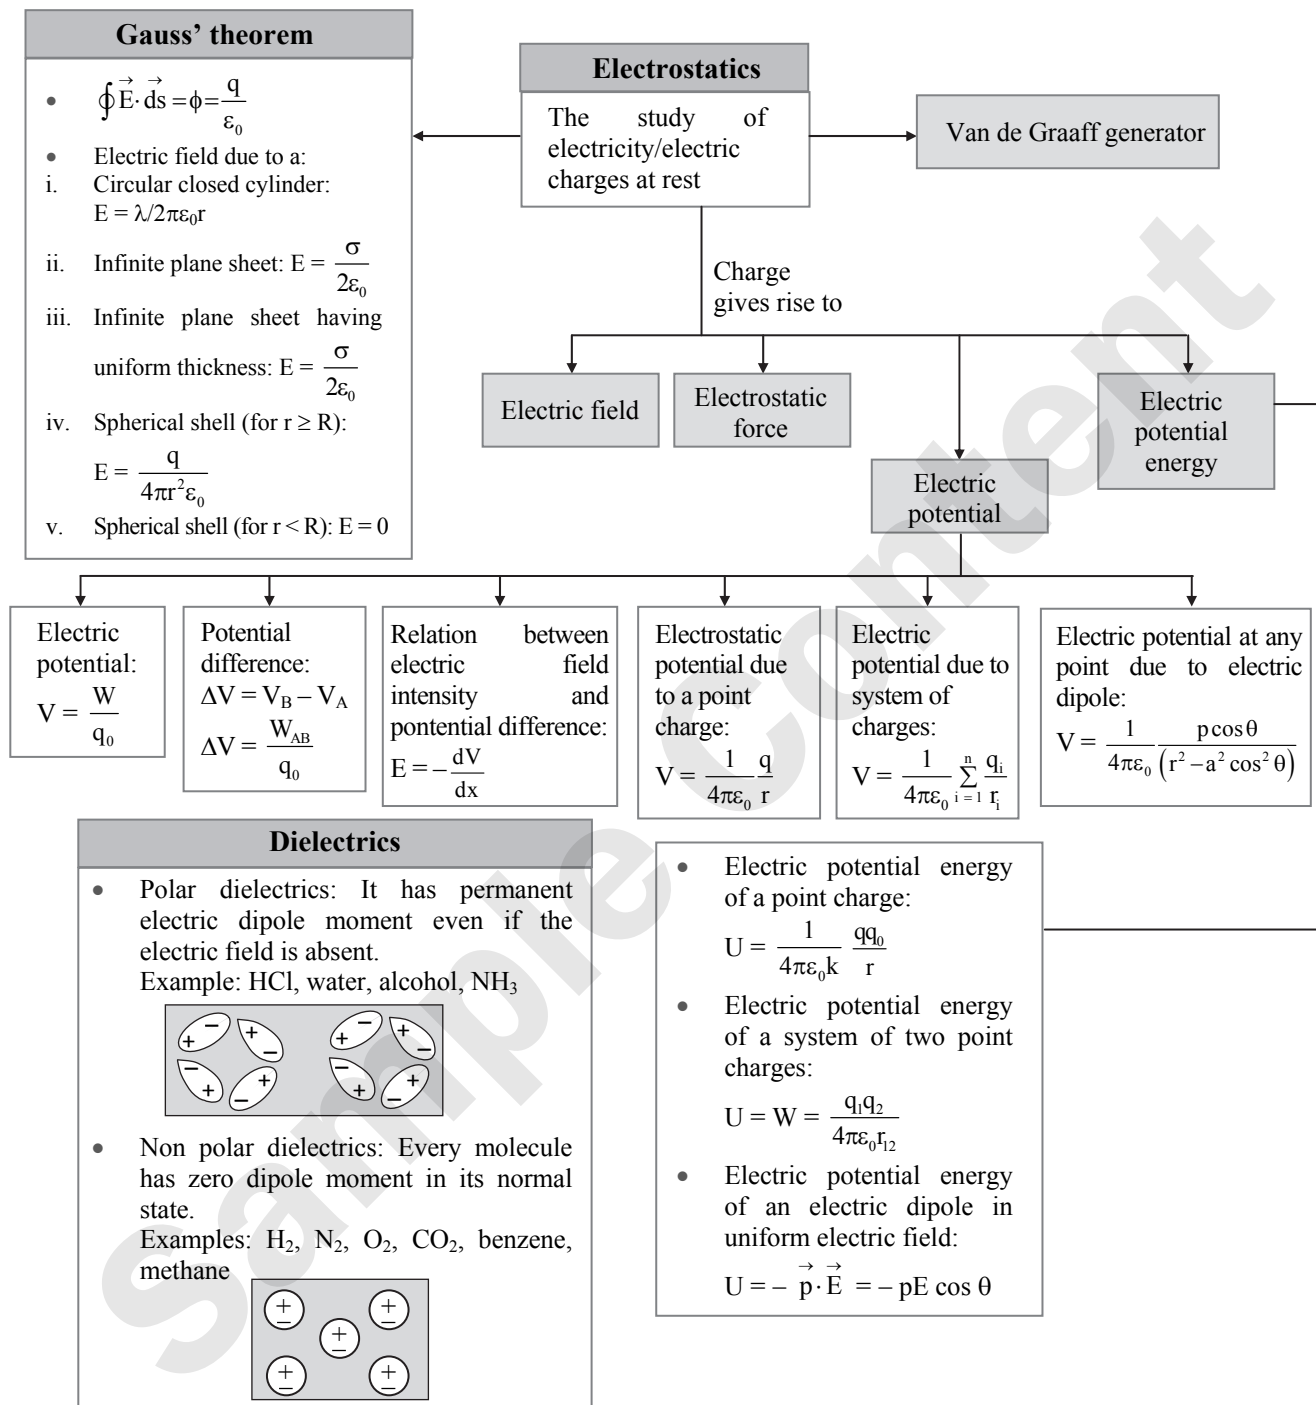 Gauss’ theorem
• ∮E⃗·ds⃗ = ϕ = q/ε₀
• Electric field due to a:
i. Circular closed cylinder:
E = λ/2πε₀r
ii. Infinite plane sheet: E = σ/2ε₀
iii. Infinite plane sheet having
uniform thickness: E = σ/2ε₀
iv. Spherical shell (for r ≥ R):
E = q/4πr²ε₀
v. Spherical shell (for r < R): E = 0
Electrostatics
The study of
electricity/electric
charges at rest
Van de Graaff generator
Charge
gives rise to
Electric field
Electrostatic
force
Electric
potential
Electric
potential
energy
Electric
potential:
V = W/q₀
Potential
difference:
ΔV = V_B – V_A
ΔV = W_AB/q₀
Relation between
electric field
intensity and
pontential difference:
E = –dV/dx
Electrostatic
potential due
to a point
charge:
V = 1/4πε₀ q/r
Electric
potential due to
system of
charges:
V = 1/4πε₀ Σ(i = 1 to n) qᵢ/rᵢ
Electric potential at any
point due to electric
dipole:
V = 1/4πε₀ p cos θ/(r² – a² cos² θ)
Dielectrics
• Polar dielectrics: It has permanent
electric dipole moment even if the
electric field is absent.
Example: HCl, water, alcohol, NH₃
+ – + – + – + –
– + + – – + + –
• Non polar dielectrics: Every molecule
has zero dipole moment in its normal
state.
Examples: H₂, N₂, O₂, CO₂, benzene,
methane
+ – + –
+ –
+ – + –
• Electric potential energy
of a point charge:
U = 1/4πε₀k qq₀/r
• Electric potential energy
of a system of two point
charges:
U = W = q₁q₂/4πε₀r₁₂
• Electric potential energy
of an electric dipole in
uniform electric field:
U = – p⃗·E⃗ = – pE cos θ
Sample Content